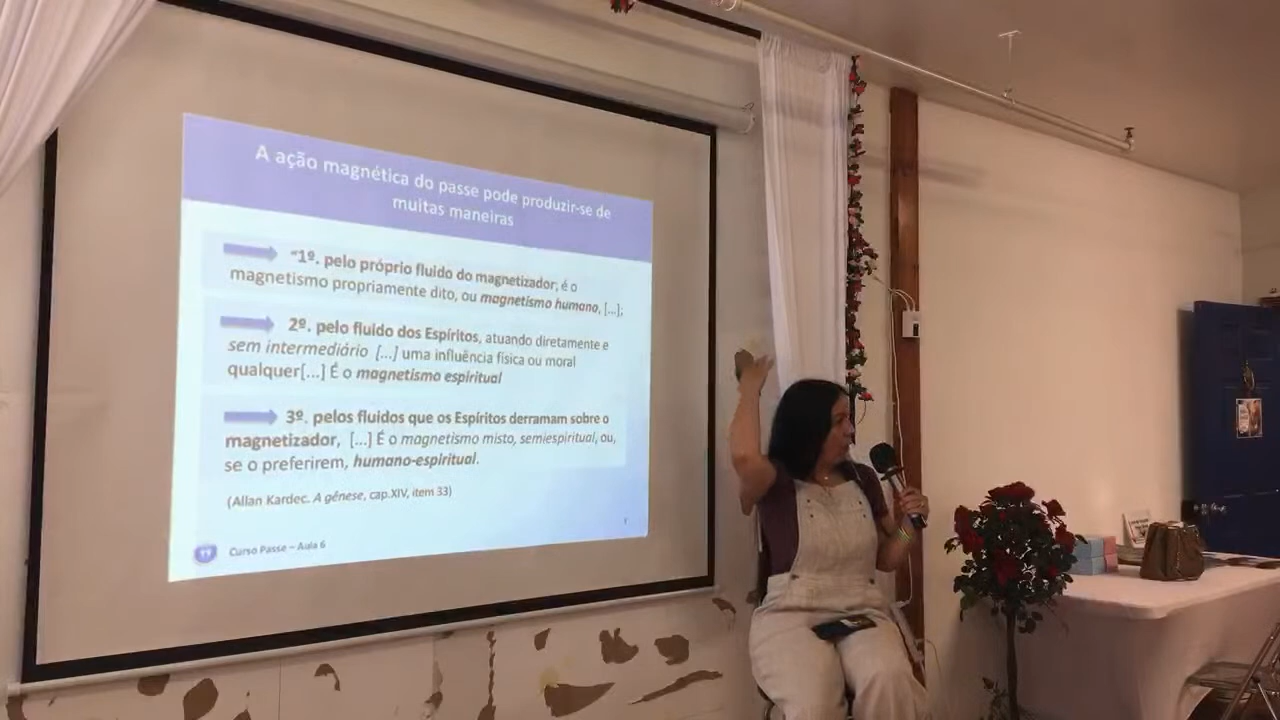 A ação magnética do passe pode produzir-se de
muitas maneiras
"1º. pelo próprio fluido do magnetizador; é o
magnetismo propriamente dito, ou magnetismo humano, [...];
2º. pelo fluido dos Espíritos, atuando diretamente e
sem intermediário [...] uma influência física ou moral
qualquer[...] É o magnetismo espiritual
3º. pelos fluidos que os Espíritos derramam sobre o
magnetizador, [...] É o magnetismo misto, semiespiritual, ou,
se o preferirem, humano-espiritual.
(Allan Kardec. A gênese, cap.XIV, item 33)
Curso Passe – Aula 6